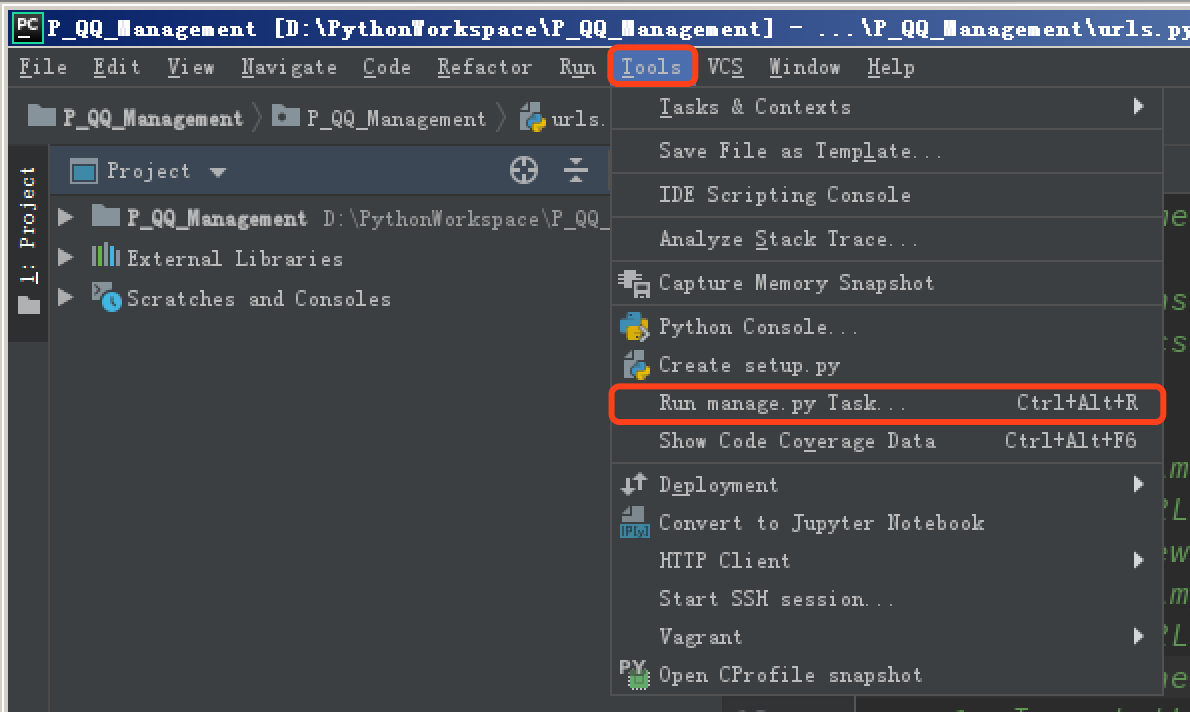 PC P_QQ_Management [D:\PythonWorkspace\P_QQ_Management] - ...\P_QQ_Management\urls.py
File Edit View Navigate Code Refactor Run Tools VCS Window Help
P_QQ_Management P_QQ_Management urls.
1: Project
Project
P_QQ_Management D:\PythonWorkspace\P_QQ_
External Libraries
Scratches and Consoles
Tasks & Contexts
Save File as Template...
IDE Scripting Console
Analyze Stack Trace...
Capture Memory Snapshot
Python Console...
Create setup.py
Run manage.py Task... Ctrl+Alt+R
Show Code Coverage Data Ctrl+Alt+F6
Deployment
Convert to Jupyter Notebook
HTTP Client
Start SSH session...
Vagrant
Open CProfile snapshot